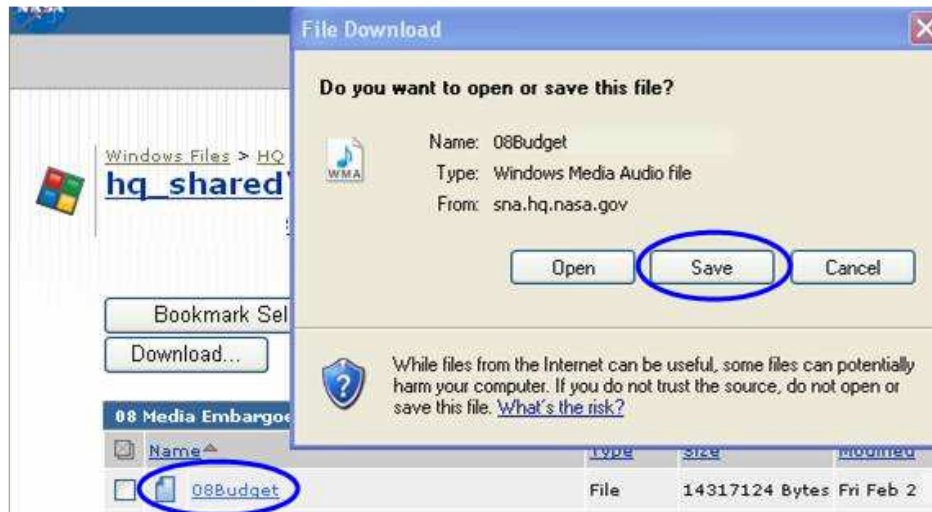 NASA
File Download
Do you want to open or save this file?
WMA
Name: 08Budget
Type: Windows Media Audio file
From: sna.hq.nasa.gov
Open
Save
Cancel
While files from the Internet can be useful, some files can potentially
harm your computer. If you do not trust the source, do not open or
save this file. What's the risk?
Windows Files > HQ
hq_shared
Bookmark Sel
Download...
08 Media Embargoe
Name Type Size Modified
08Budget File 14317124 Bytes Fri Feb 2